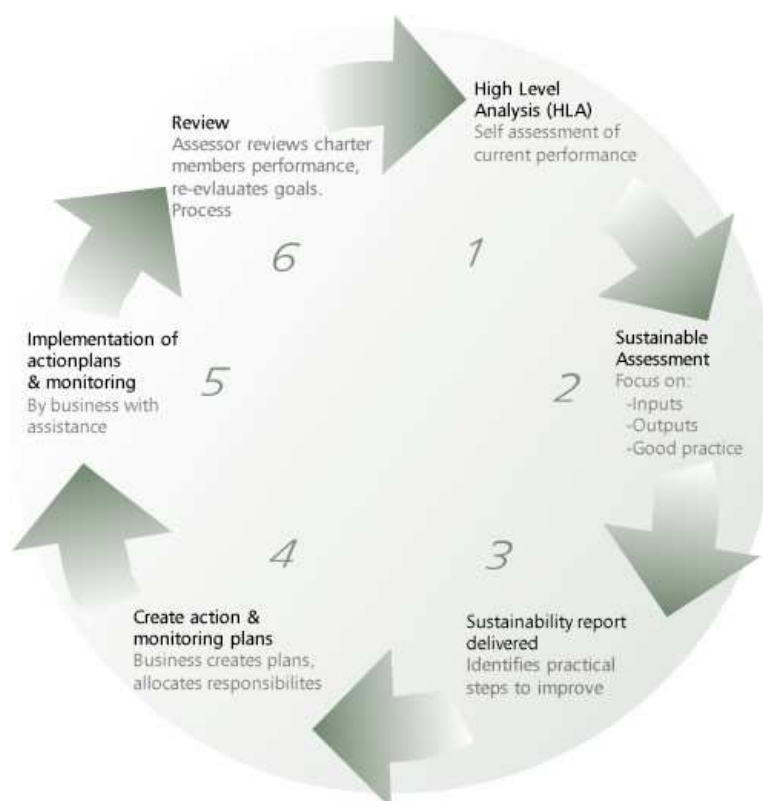 High Level
Analysis (HLA)
Self assessment of
current performance
1
Sustainable
Assessment
Focus on:
-Inputs
-Outputs
-Good practice
2
Sustainability report
delivered
Identifies practical
steps to improve
3
Create action &
monitoring plans
Business creates plans,
allocates responsibilites
4
Implementation of
actionplans
& monitoring
By business with
assistance
5
Review
Assessor reviews charter
members performance,
re-evlauates goals.
Process
6